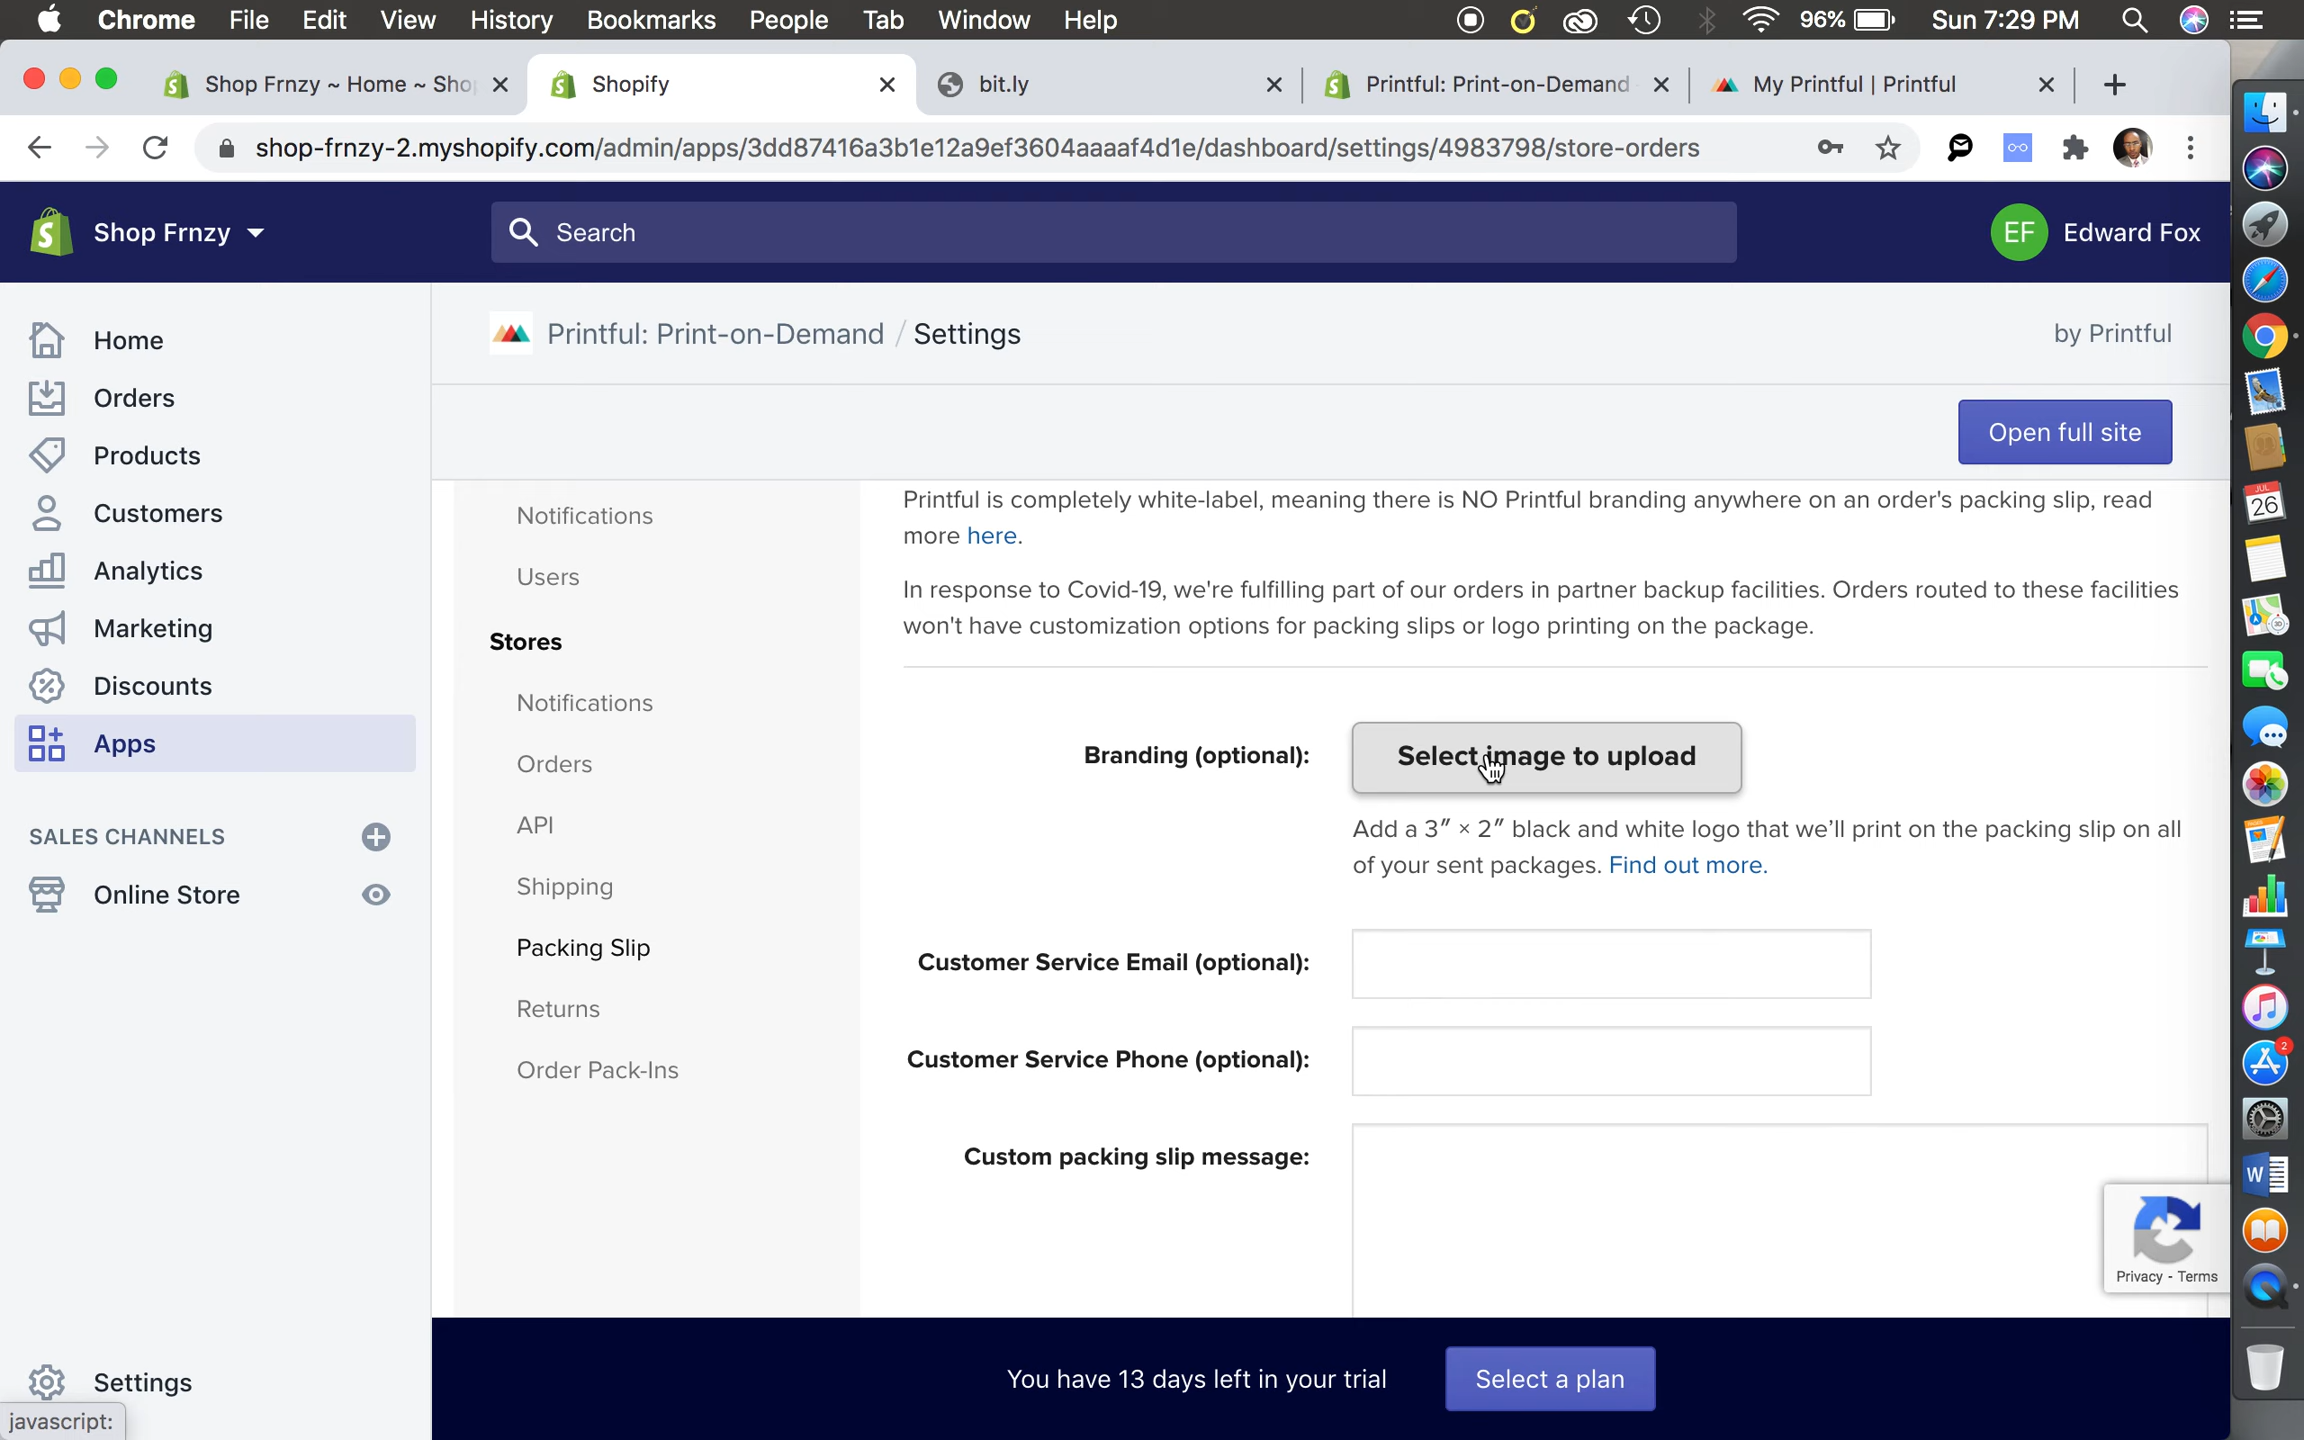 Chrome File Edit View History Bookmarks People Tab Window Help 96% Sun 7:29 PM
Shop Frnzy ~ Home ~ Sho
Shopify
bit.ly
Printful: Print-on-Demand
My Printful | Printful
shop-frnzy-2.myshopify.com/admin/apps/3dd87416a3b1e12a9ef3604aaaaf4d1e/dashboard/settings/4983798/store-orders
Shop Frnzy
Search
EF Edward Fox
Home
Orders
Products
Customers
Analytics
Marketing
Discounts
Apps
SALES CHANNELS
Online Store
Settings
javascript:
Printful: Print-on-Demand / Settings
by Printful
Open full site
Notifications
Users
Stores
Notifications
Orders
API
Shipping
Packing Slip
Returns
Order Pack-Ins
Printful is completely white-label, meaning there is NO Printful branding anywhere on an order's packing slip, read
more here.
In response to Covid-19, we're fulfilling part of our orders in partner backup facilities. Orders routed to these facilities
won't have customization options for packing slips or logo printing on the package.
Branding (optional):
Select image to upload
Add a 3″ × 2″ black and white logo that we’ll print on the packing slip on all
of your sent packages. Find out more.
Customer Service Email (optional):
Customer Service Phone (optional):
Custom packing slip message:
Privacy - Terms
You have 13 days left in your trial
Select a plan
JUL
26
2
W